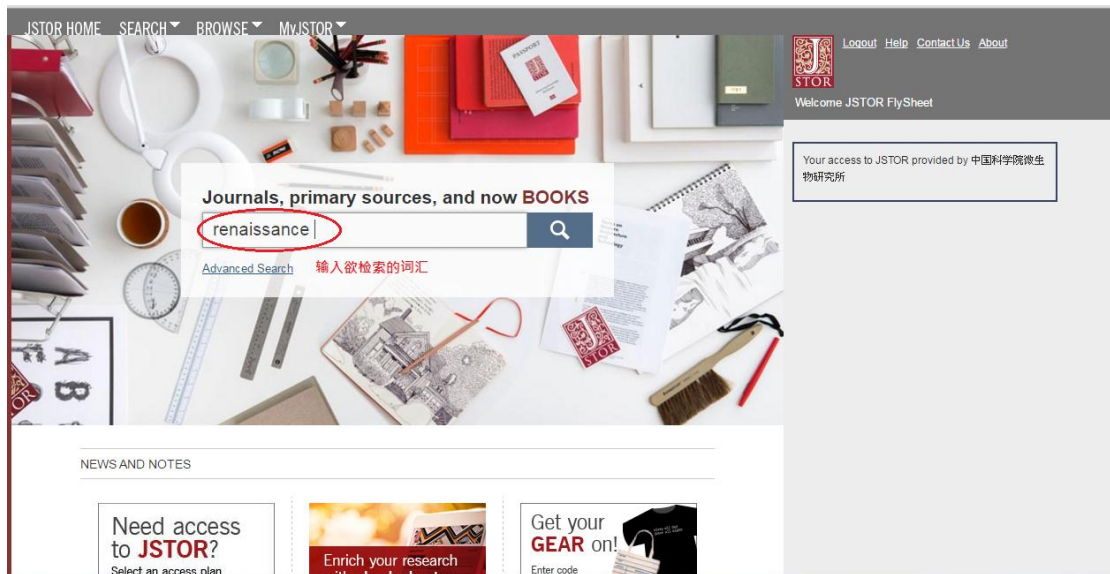 JSTOR HOME SEARCH BROWSE MyJSTOR
Logout Help Contact Us About
JSTOR
Welcome JSTOR FlySheet
Your access to JSTOR provided by 中国科学院微生
物研究所
PASSPORT
Journals, primary sources, and now BOOKS
renaissance
Advanced Search
输入欲检索的词汇
JSTOR
A
B
NEWS AND NOTES
Need access
to JSTOR?
Select an access plan
Enrich your research
Get your
GEAR on!
Enter code